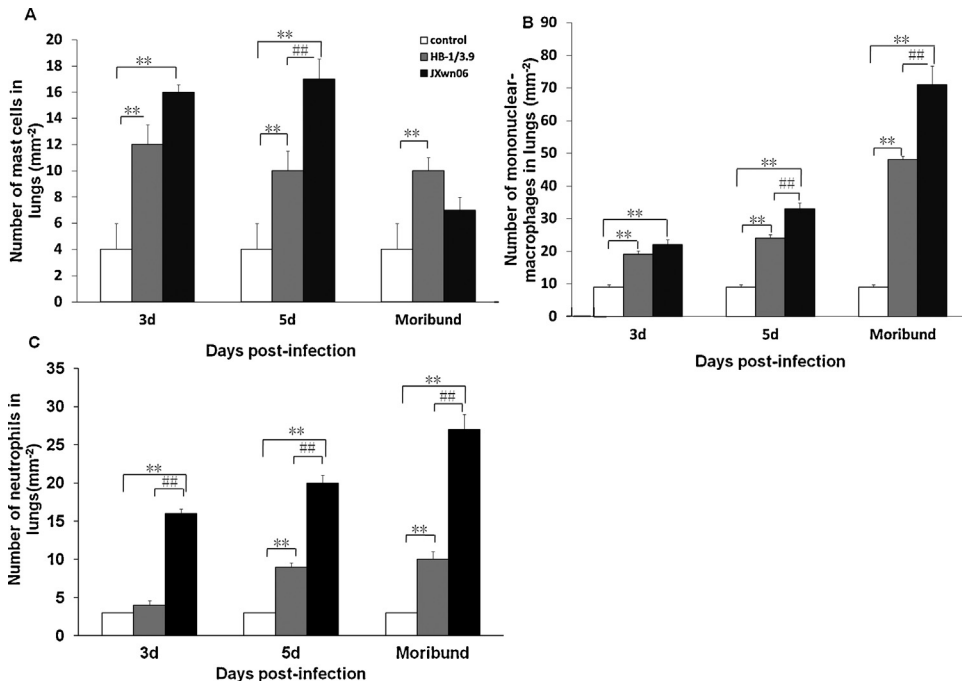 A
Number of mast cells in
lungs (mm-2)
20
18
16
14
12
10
8
6
4
2
0
**
**
**
##
**
**
control
HB-1/3.9
JXwn06
3d
5d
Moribund
Days post-infection
B
Number of mononuclear-
macrophages in lungs (mm-2)
90
80
70
60
50
40
30
20
10
0
**
**
**
##
**
**
##
**
3d
5d
Moribund
Days post-infection
C
Number of neutrophils in
lungs(mm-2)
35
30
25
20
15
10
5
0
**
##
**
##
**
**
##
**
3d
5d
Moribund
Days post-infection